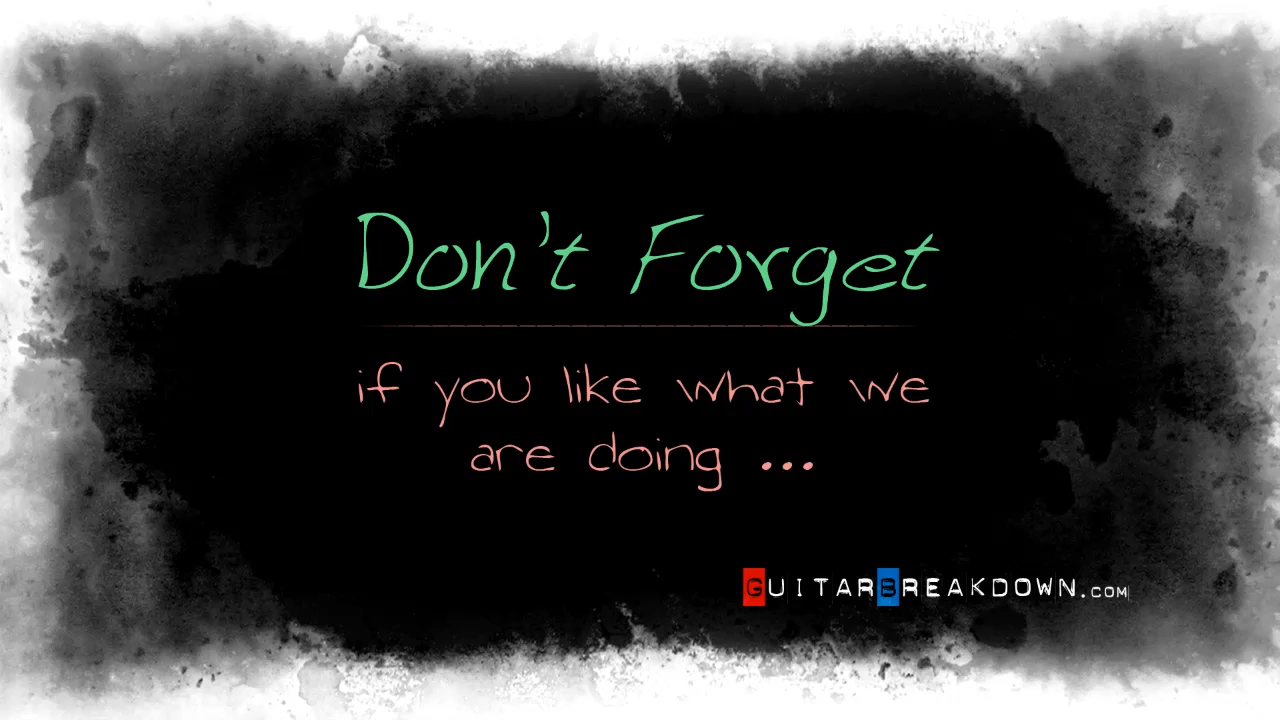 Don't Forget
if you like what we
are doing ...
GUITARBREAKDOWN.COM